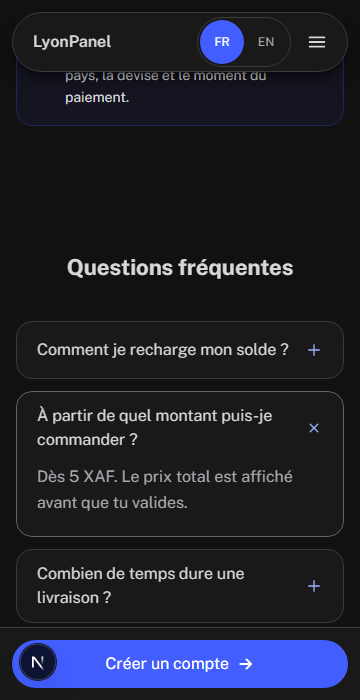 LyonPanel
FR
EN
pays, la devise et le moment du
paiement.
Questions fréquentes
Comment je recharge mon solde ?
À partir de quel montant puis-je
commander ?
Dès 5 XAF. Le prix total est affiché
avant que tu valides.
Combien de temps dure une
livraison ?
N
Créer un compte →